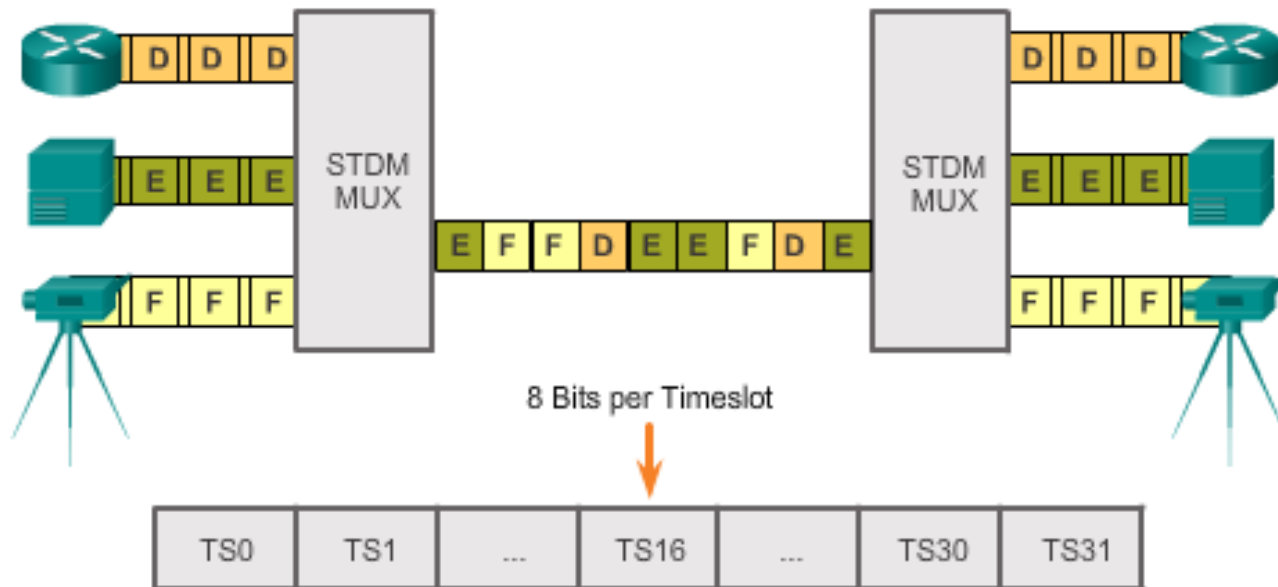 D D D
D D D
STDM
MUX
STDM
MUX
E E E
E E E
E F F D E E F D E
F F F
F F F
8 Bits per Timeslot
TS0 TS1 ... TS16 ... TS30 TS31